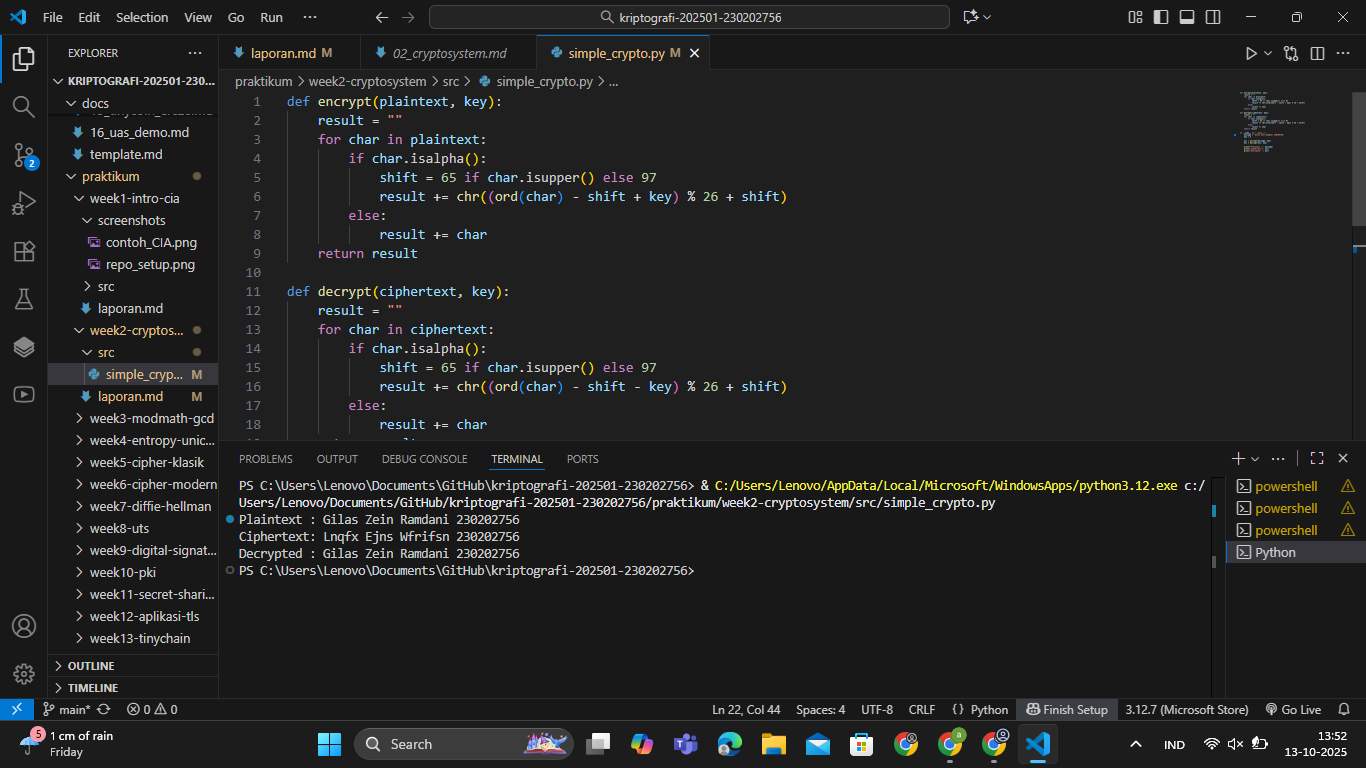 File Edit Selection View Go Run ···
kriptografi-202501-230202756
EXPLORER ···
KRIPTOGRAFI-202501-230...
docs
16_uas_demo.md
template.md
praktikum
week1-intro-cia
screenshots
contoh_CIA.png
repo_setup.png
src
laporan.md
week2-cryptos...
src
simple_cryp... M
laporan.md M
week3-modmath-gcd
week4-entropy-unic...
week5-cipher-klasik
week6-cipher-modern
week7-diffie-hellman
week8-uts
week9-digital-signat...
week10-pki
week11-secret-shari...
week12-aplikasi-tls
week13-tinychain
OUTLINE
TIMELINE
2
laporan.md M 02_cryptosystem.md simple_crypto.py M
praktikum > week2-cryptosystem > src > simple_crypto.py > ...
1 def encrypt(plaintext, key):
2 result = ""
3 for char in plaintext:
4 if char.isalpha():
5 shift = 65 if char.isupper() else 97
6 result += chr((ord(char) - shift + key) % 26 + shift)
7 else:
8 result += char
9 return result
10
11 def decrypt(ciphertext, key):
12 result = ""
13 for char in ciphertext:
14 if char.isalpha():
15 shift = 65 if char.isupper() else 97
16 result += chr((ord(char) - shift - key) % 26 + shift)
17 else:
18 result += char
PROBLEMS OUTPUT DEBUG CONSOLE TERMINAL PORTS
PS C:\Users\Lenovo\Documents\GitHub\kriptografi-202501-230202756> & C:/Users/Lenovo/AppData/Local/Microsoft/WindowsApps/python3.12.exe c:/
Users/Lenovo/Documents/GitHub/kriptografi-202501-230202756/praktikum/week2-cryptosystem/src/simple_crypto.py
Plaintext : Gilas Zein Ramdani 230202756
Ciphertext: Lnqfx Ejns Wfrifsn 230202756
Decrypted : Gilas Zein Ramdani 230202756
PS C:\Users\Lenovo\Documents\GitHub\kriptografi-202501-230202756>
powershell
powershell
powershell
Python
main* 0 0 Ln 22, Col 44 Spaces: 4 UTF-8 CRLF {} Python Finish Setup 3.12.7 (Microsoft Store) Go Live
5
1 cm of rain
Friday
Search
IND
13:52
13-10-2025